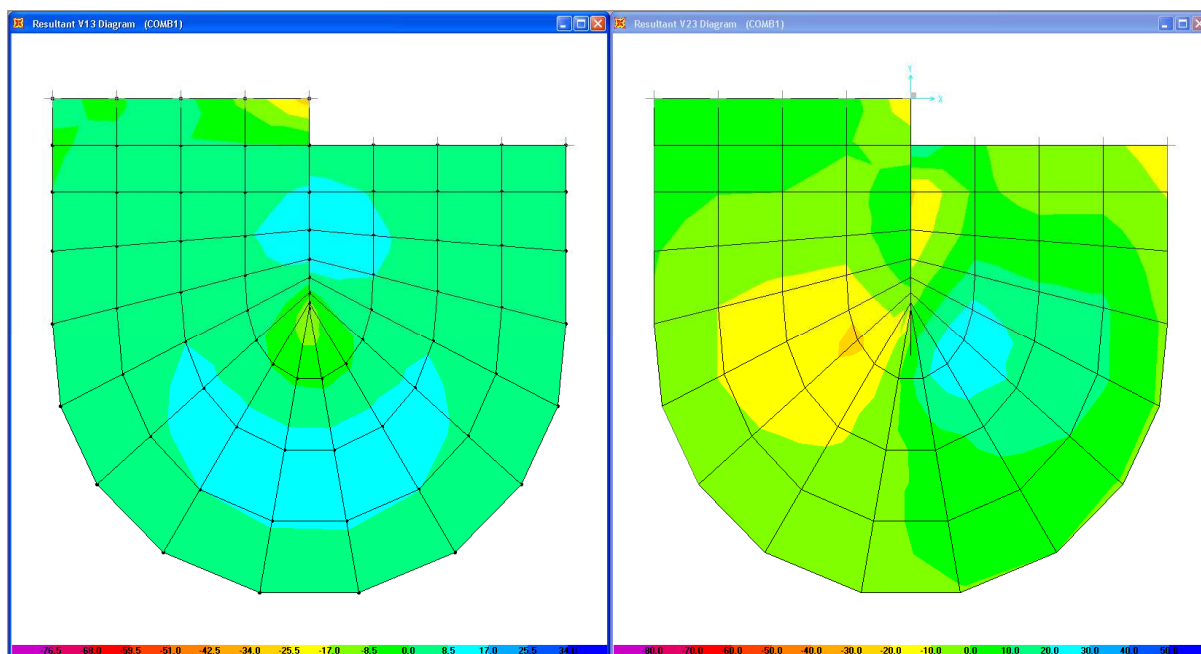 Resultant V13 Diagram (COMB1)
Resultant V23 Diagram (COMB1)
Y
X
-76.5 -68.0 -59.5 -51.0 -42.5 -34.0 -25.5 -17.0 -8.5 0.0 8.5 17.0 25.5 34.0
-80.0 -70.0 -60.0 -50.0 -40.0 -30.0 -20.0 -10.0 0.0 10.0 20.0 30.0 40.0 50.0